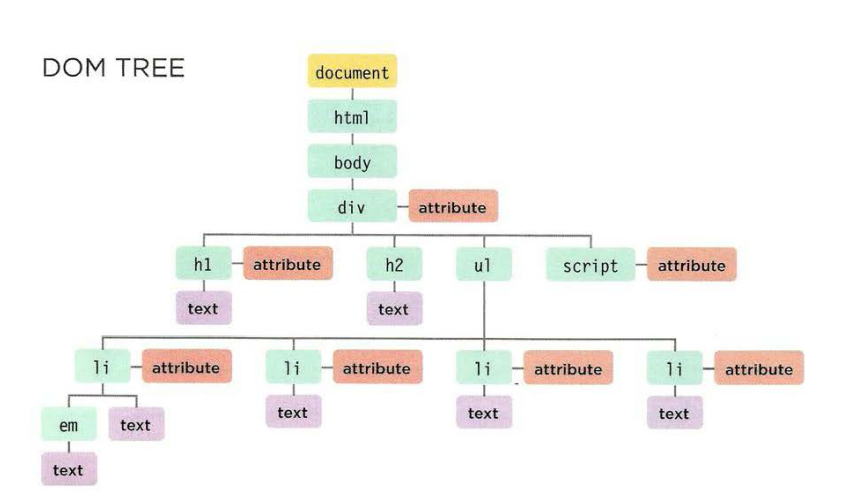 DOM TREE
document
html
body
div attribute
h1 attribute h2 ul script attribute
text text
li attribute li attribute li attribute li attribute
em text text text text
text